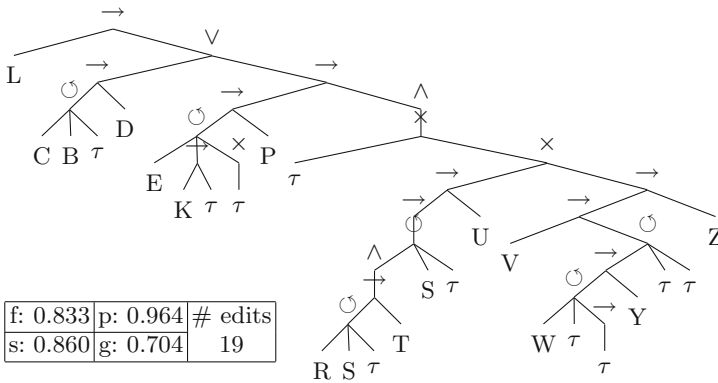 →
∨
L → →
↺ ∧
D ↺ → ×
C B τ → × P × →
E τ →
K τ τ → ↺
↺ U V Z
∧ →
→ S τ ↺ τ τ
↺ → Y
f: 0.833 p: 0.964 # edits
T W τ
s: 0.860 g: 0.704 19
R S τ τ